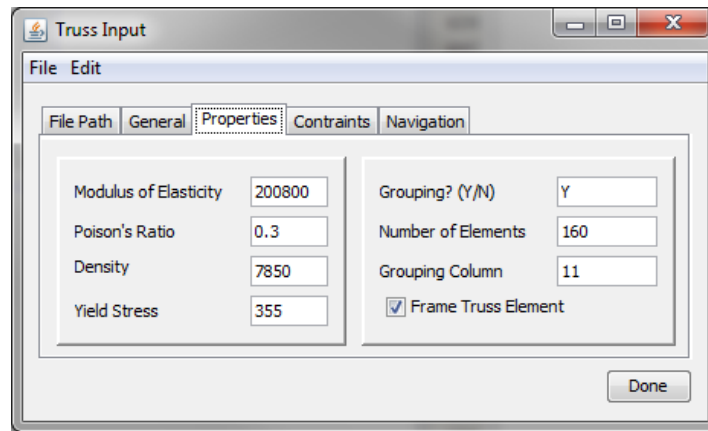 Truss Input
File Edit
File Path General Properties Contraints Navigation
Modulus of Elasticity 200800
Poison's Ratio 0.3
Density 7850
Yield Stress 355
Grouping? (Y/N) Y
Number of Elements 160
Grouping Column 11
Frame Truss Element
Done